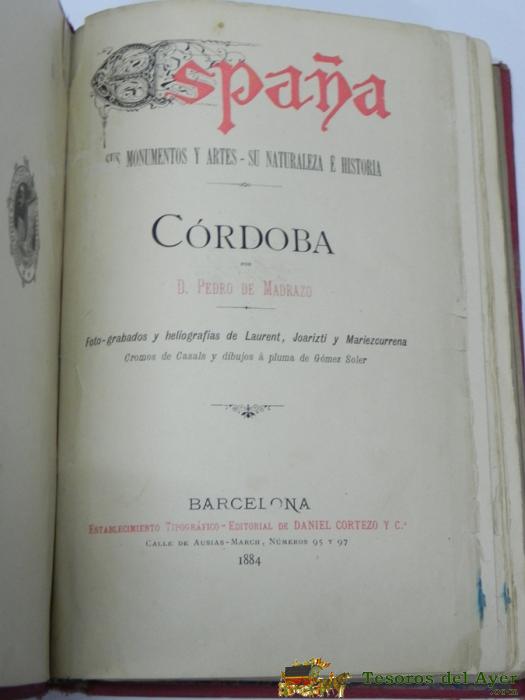 España
SUS MONUMENTOS Y ARTES - SU NATURALEZA É HISTORIA
CÓRDOBA
POR
D. PEDRO DE MADRAZO
Foto-grabados y heliografías de Laurent, Joarizti y Mariezcurrena
Cromos de Casals y dibujos á pluma de Gómez Soler
BARCELONA
ESTABLECIMIENTO TIPOGRÁFICO-EDITORIAL DE DANIEL CORTEZO Y C.ª
CALLE DE AUSIAS-MARCH, NÚMEROS 95 Y 97
1884
Tesoros del Ayer